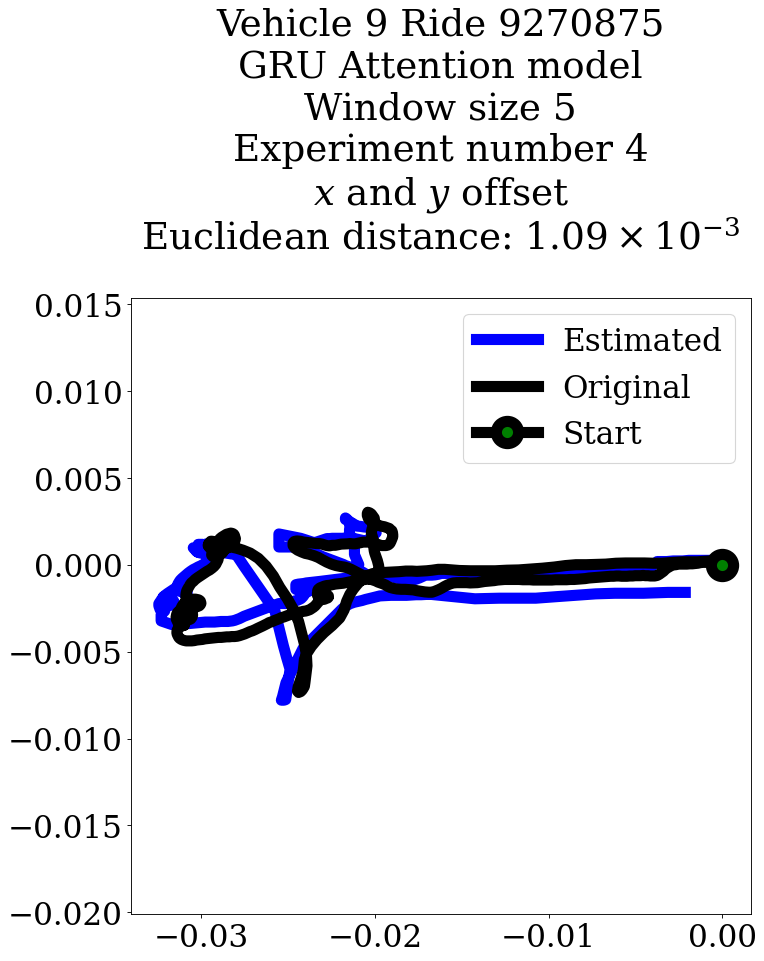 Vehicle 9 Ride 9270875
GRU Attention model
Window size 5
Experiment number 4
x and y offset
Euclidean distance: 1.09 × 10⁻³
0.015
0.010
0.005
0.000
−0.005
−0.010
−0.015
−0.020
Estimated
Original
Start
−0.03
−0.02
−0.01
0.00